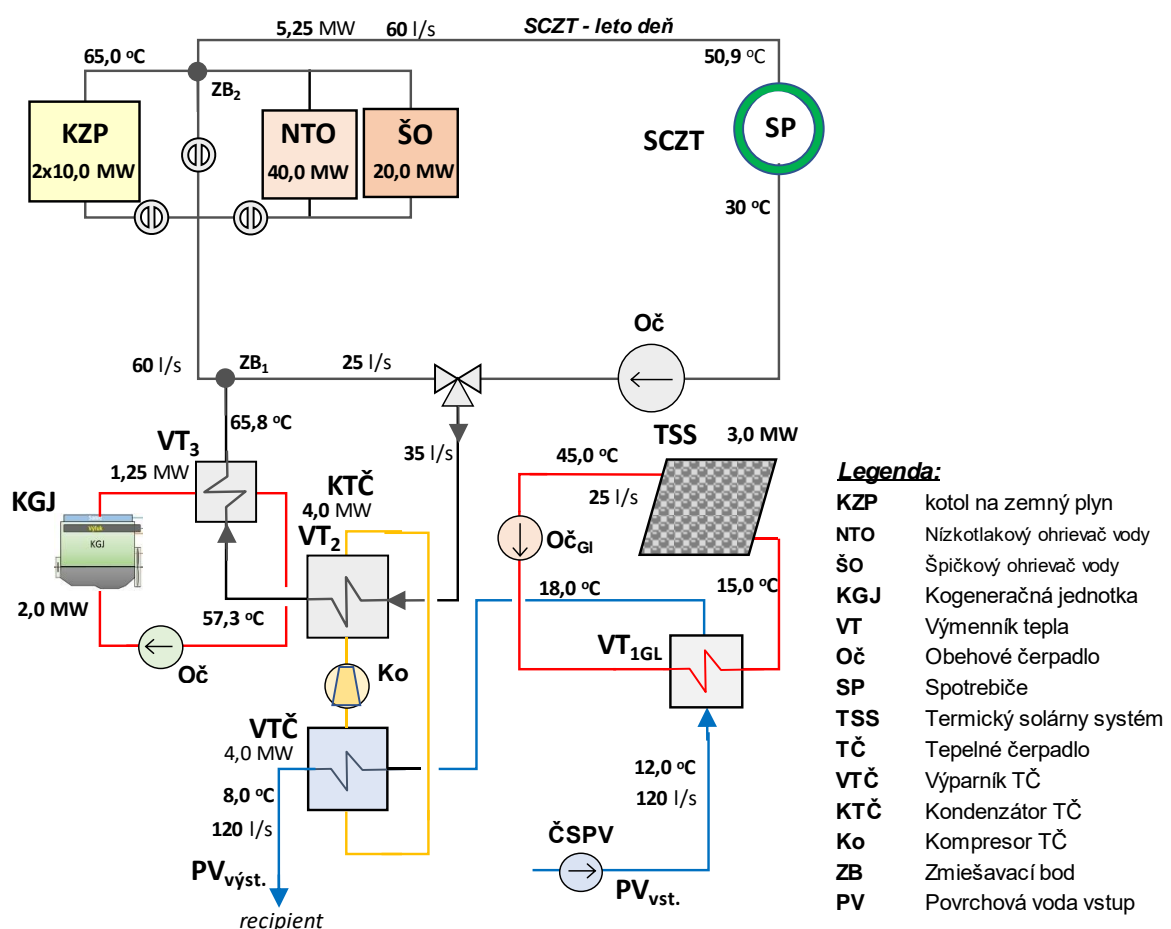 5,25 MW 60 l/s SCZT - leto deň
65,0 ºC 50,9 ºC
ZB2
KZP
2x10,0 MW
NTO
40,0 MW
ŠO
20,0 MW
SCZT SP
30 ºC
Oč
60 l/s ZB1 25 l/s
65,8 ºC
VT3
1,25 MW
35 l/s
KGJ
Výfuk
KGJ
2,0 MW
Oč
57,3 ºC
KTČ
4,0 MW
VT2
Ko
VTČ
4,0 MW
8,0 ºC
120 l/s
PVvýst.
recipient
TSS 3,0 MW
45,0 ºC
25 l/s
OčGl
18,0 ºC 15,0 ºC
VT1GL
12,0 ºC
120 l/s
ČSPV
PVvst.
Legenda:
KZP kotol na zemný plyn
NTO Nízkotlakový ohrievač vody
ŠO Špičkový ohrievač vody
KGJ Kogeneračná jednotka
VT Výmenník tepla
Oč Obehové čerpadlo
SP Spotrebiče
TSS Termický solárny systém
TČ Tepelné čerpadlo
VTČ Výparník TČ
KTČ Kondenzátor TČ
Ko Kompresor TČ
ZB Zmiešavací bod
PV Povrchová voda vstup